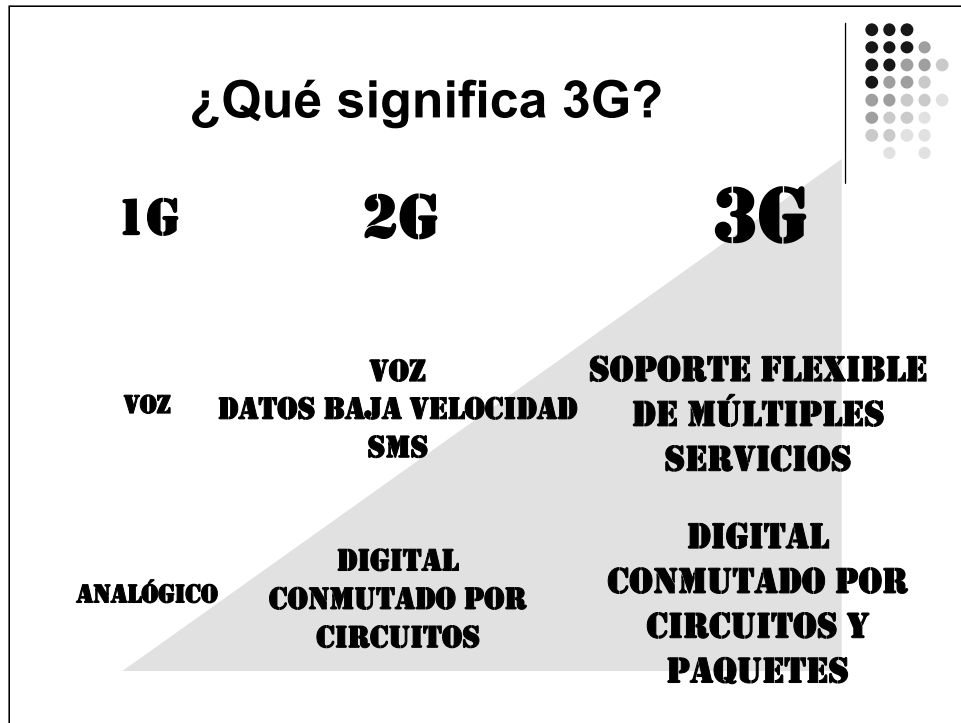 ¿Qué significa 3G?
1G
2G
3G
VOZ
VOZ
DATOS BAJA VELOCIDAD
SMS
SOPORTE FLEXIBLE
DE MÚLTIPLES
SERVICIOS
ANALÓGICO
DIGITAL
CONMUTADO POR
CIRCUITOS
DIGITAL
CONMUTADO POR
CIRCUITOS Y
PAQUETES